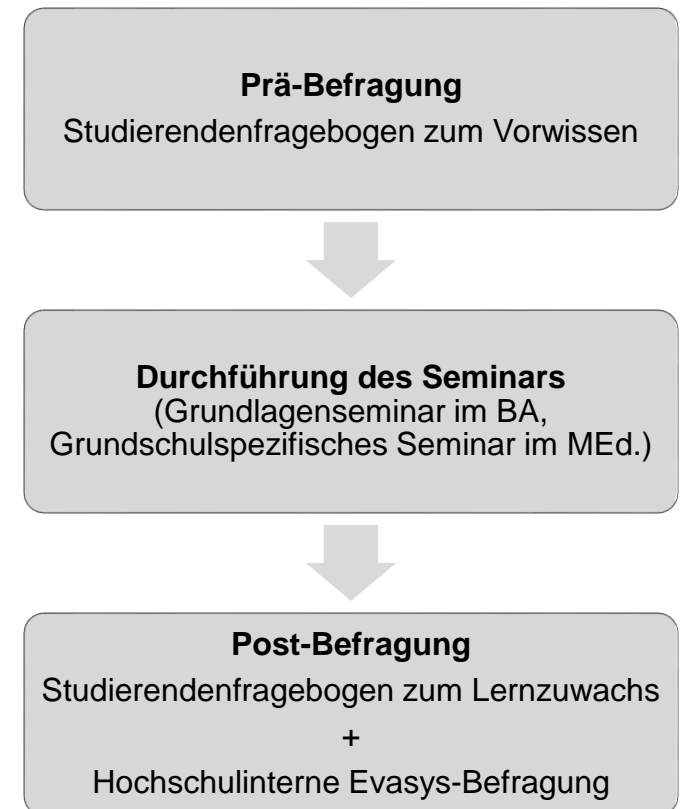 Prä-Befragung
Studierendenfragebogen zum Vorwissen
Durchführung des Seminars
(Grundlagenseminar im BA,
Grundschulspezifisches Seminar im MEd.)
Post-Befragung
Studierendenfragebogen zum Lernzuwachs
+
Hochschulinterne Evasys-Befragung